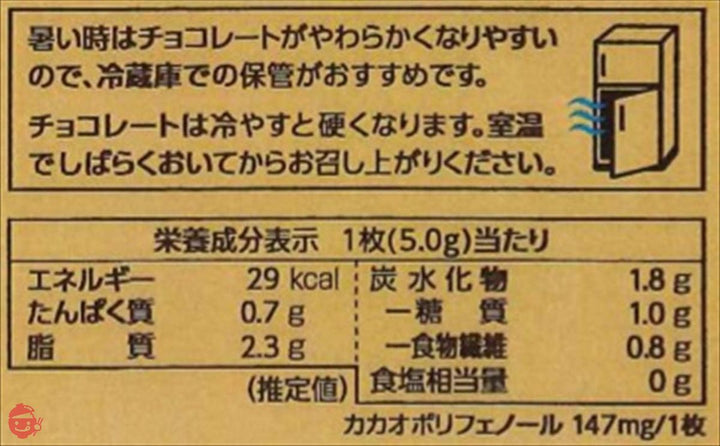 暑い時はチョコレートがやわらかくなりやすい
ので、冷蔵庫での保管がおすすめです。
チョコレートは冷やすと硬くなります。室温
でしばらくおいてからお召し上がりください。
栄養成分表示 1枚(5.0g)当たり
エネルギー 29 kcal
たんぱく質 0.7 g
脂質 2.3 g
(推定値)
炭水化物 1.8 g
－糖質 1.0 g
－食物繊維 0.8 g
食塩相当量 0 g
カカオポリフェノール 147mg/1枚